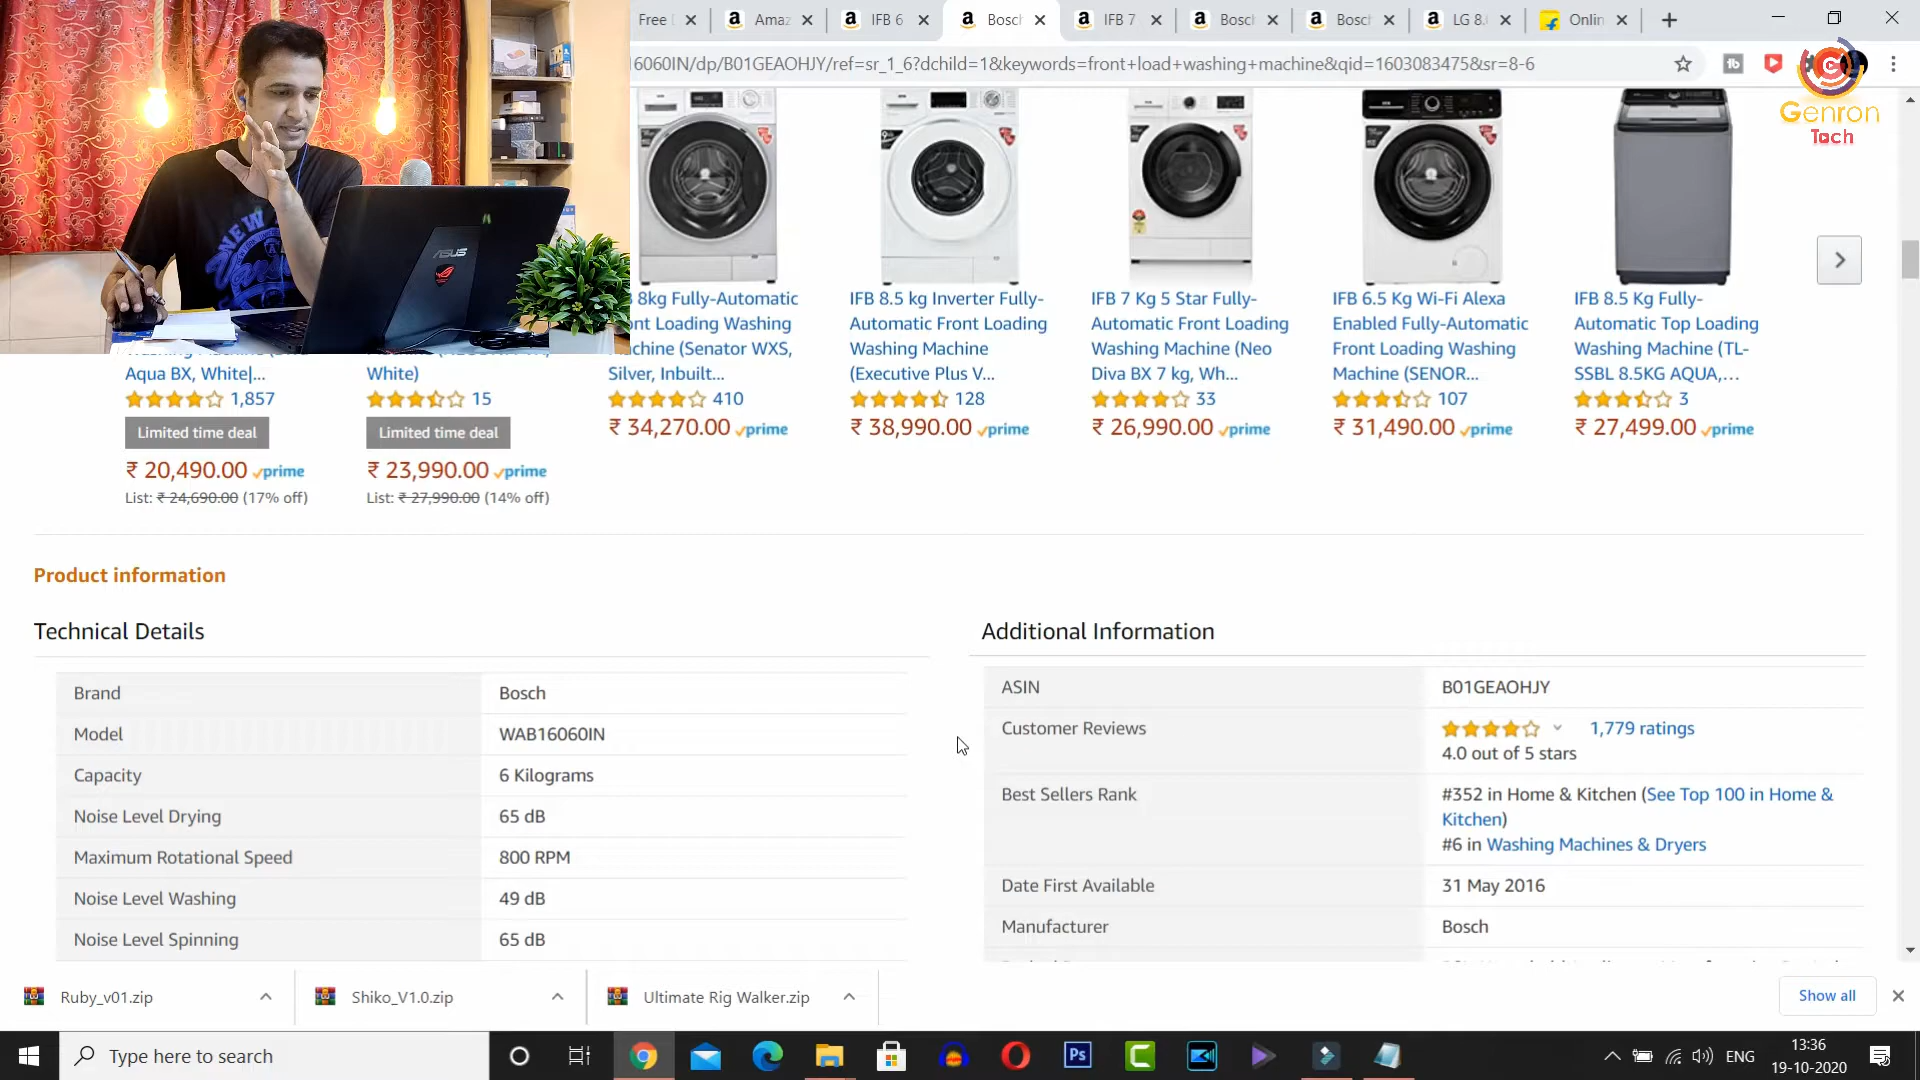 Free
Amaz
IFB 6
Bosch
IFB 7
Bosch
Bosch
LG 8.
Onlin
16060IN/dp/B01GEAOHJY/ref=sr_1_6?dchild=1&keywords=front+load+washing+machine&qid=1603083475&sr=8-6
Genron
Tech
ASUS
8kg Fully-Automatic
ont Loading Washing
achine (Senator WXS,
Silver, Inbuilt...
410
₹ 34,270.00 prime
IFB 8.5 kg Inverter Fully-
Automatic Front Loading
Washing Machine
(Executive Plus V...
128
₹ 38,990.00 prime
IFB 7 Kg 5 Star Fully-
Automatic Front Loading
Washing Machine (Neo
Diva BX 7 kg, Wh...
33
₹ 26,990.00 prime
IFB 6.5 Kg Wi-Fi Alexa
Enabled Fully-Automatic
Front Loading Washing
Machine (SENOR...
107
₹ 31,490.00 prime
IFB 8.5 Kg Fully-
Automatic Top Loading
Washing Machine (TL-
SSBL 8.5KG AQUA,...
3
₹ 27,499.00 prime
Aqua BX, White|...
1,857
Limited time deal
₹ 20,490.00 prime
List: ₹ 24,690.00 (17% off)
White)
15
Limited time deal
₹ 23,990.00 prime
List: ₹ 27,990.00 (14% off)
Product information
Technical Details
Brand Bosch
Model WAB16060IN
Capacity 6 Kilograms
Noise Level Drying 65 dB
Maximum Rotational Speed 800 RPM
Noise Level Washing 49 dB
Noise Level Spinning 65 dB
Additional Information
ASIN B01GEAOHJY
Customer Reviews 1,779 ratings
4.0 out of 5 stars
Best Sellers Rank #352 in Home & Kitchen (See Top 100 in Home &
Kitchen)
#6 in Washing Machines & Dryers
Date First Available 31 May 2016
Manufacturer Bosch
Ruby_v01.zip
Shiko_V1.0.zip
Ultimate Rig Walker.zip
Show all
Type here to search
Ps
ENG
13:36
19-10-2020